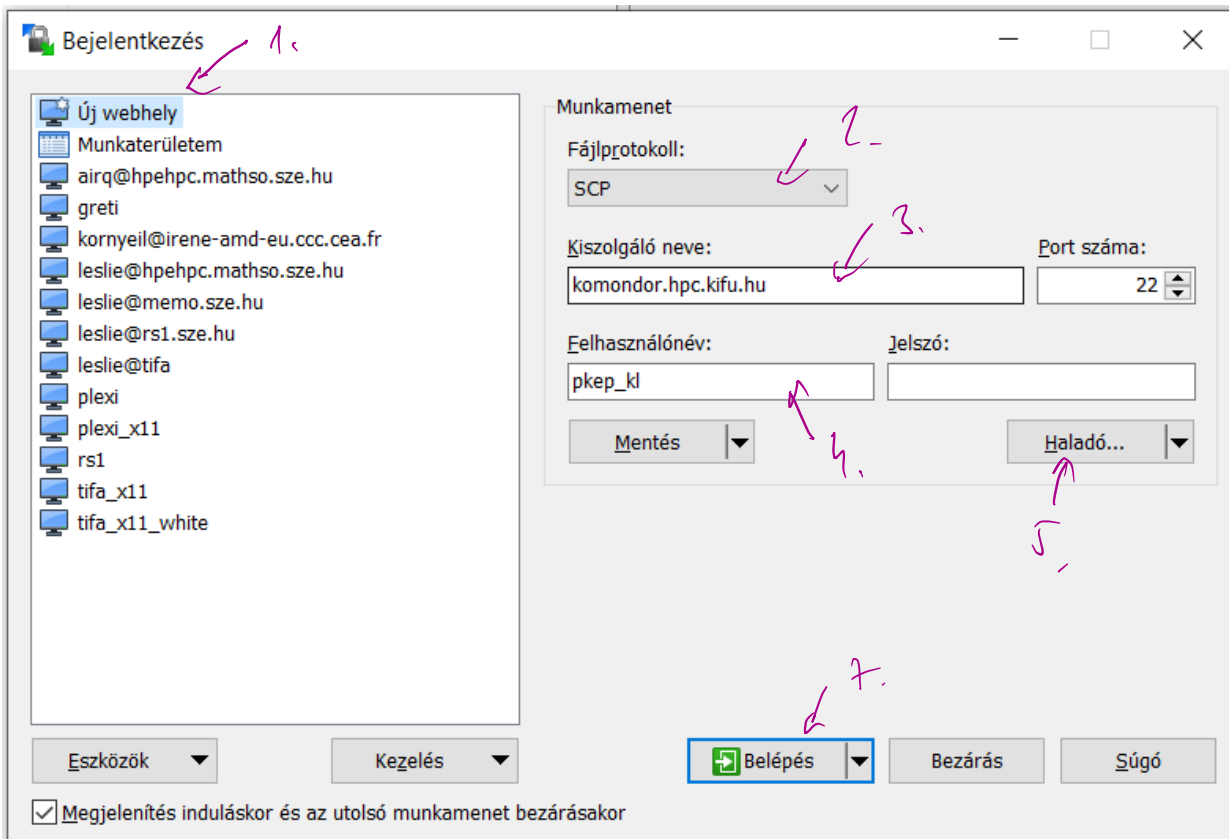 Bejelentkezés
1.
Új webhely
Munkaterületem
airq@hpehpc.mathso.sze.hu
greti
kornyeil@irene-amd-eu.ccc.cea.fr
leslie@hpehpc.mathso.sze.hu
leslie@memo.sze.hu
leslie@rs1.sze.hu
leslie@tifa
plexi
plexi_x11
rs1
tifa_x11
tifa_x11_white
Munkamenet
2.
Fájlprotokoll:
SCP
3.
Kiszolgáló neve:
Port száma:
komondor.hpc.kifu.hu
22
Felhasználónév:
Jelszó:
pkep_kl
4.
Mentés
Haladó...
5.
7.
Eszközök
Kezelés
Belépés
Bezárás
Súgó
Megjelenítés induláskor és az utolsó munkamenet bezárásakor